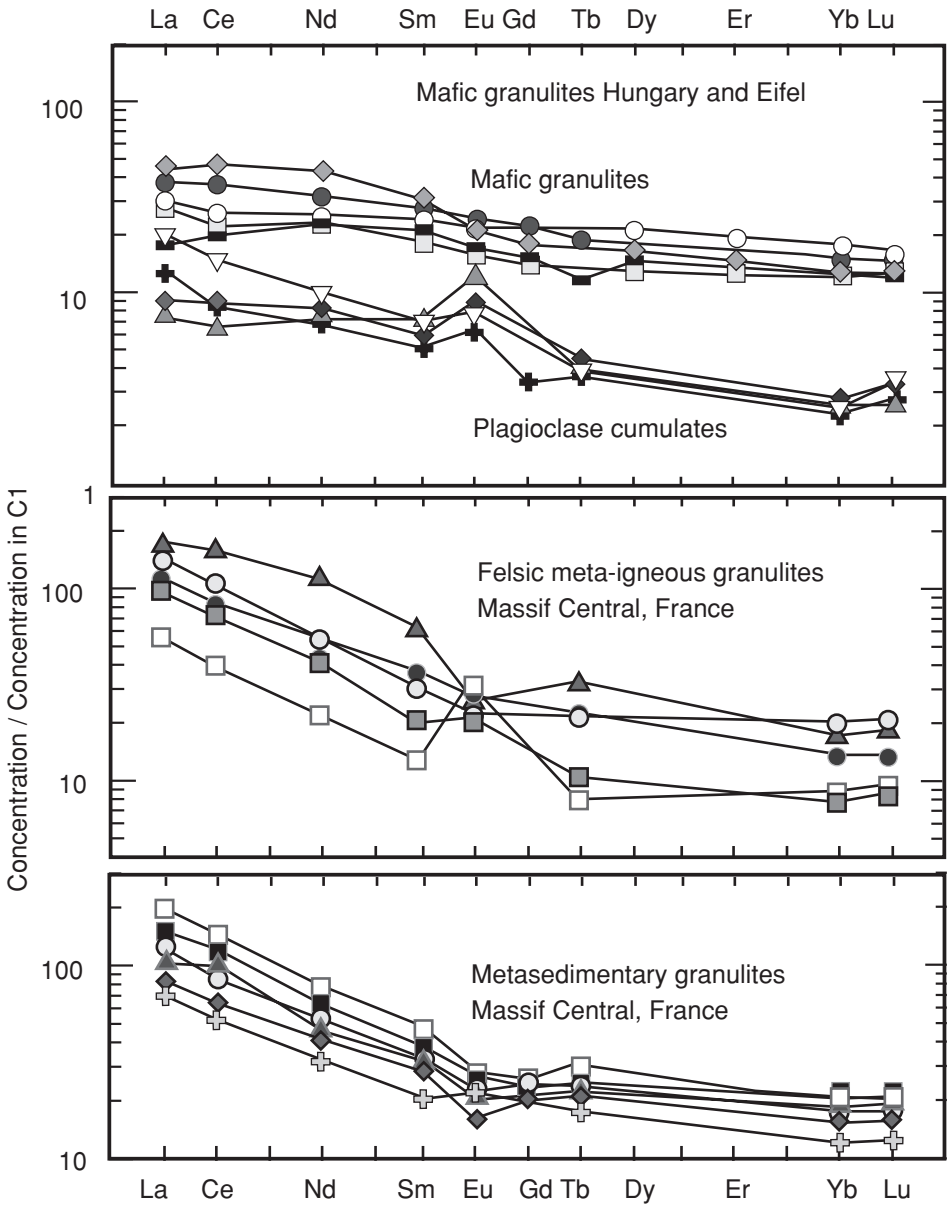 La Ce Nd Sm Eu Gd Tb Dy Er Yb Lu
Mafic granulites Hungary and Eifel
100
Mafic granulites
10
Plagioclase cumulates
1
Concentration / Concentration in C1
Felsic meta-igneous granulites
100
Massif Central, France
10
100
Metasedimentary granulites
Massif Central, France
10
La Ce Nd Sm Eu Gd Tb Dy Er Yb Lu